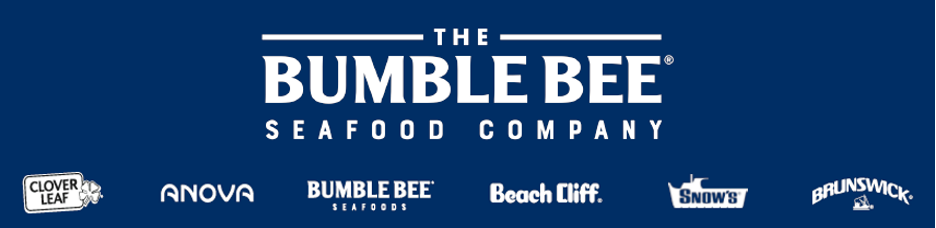 THE
BUMBLE BEE®
SEAFOOD COMPANY
CLOVER
LEAF
ANOVA
BUMBLE BEE®
SEAFOODS
Beach Cliff®
SNOW'S®
BRUNSWICK®